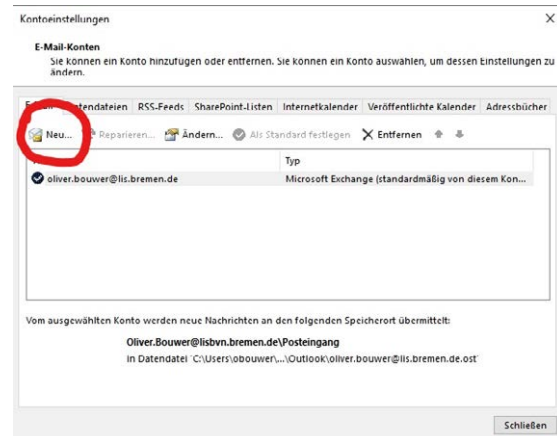 Kontoeinstellungen
E-Mail-Konten
Sie können ein Konto hinzufügen oder entfernen. Sie können ein Konto auswählen, um dessen Einstellungen zu
ändern.
Datendateien RSS-Feeds SharePoint-Listen Internetkalender Veröffentlichte Kalender Adressbücher
Neu... Reparieren... Ändern... Als Standard festlegen Entfernen
Typ
oliver.bouwer@lis.bremen.de Microsoft Exchange (standardmäßig von diesem Kon...
Vom ausgewählten Konto werden neue Nachrichten an den folgenden Speicherort übermittelt:
Oliver.Bouwer@lisbvn.bremen.de\Posteingang
in Datendatei 'C:\Users\obouwer\...\Outlook\oliver.bouwer@lis.bremen.de.ost'
Schließen